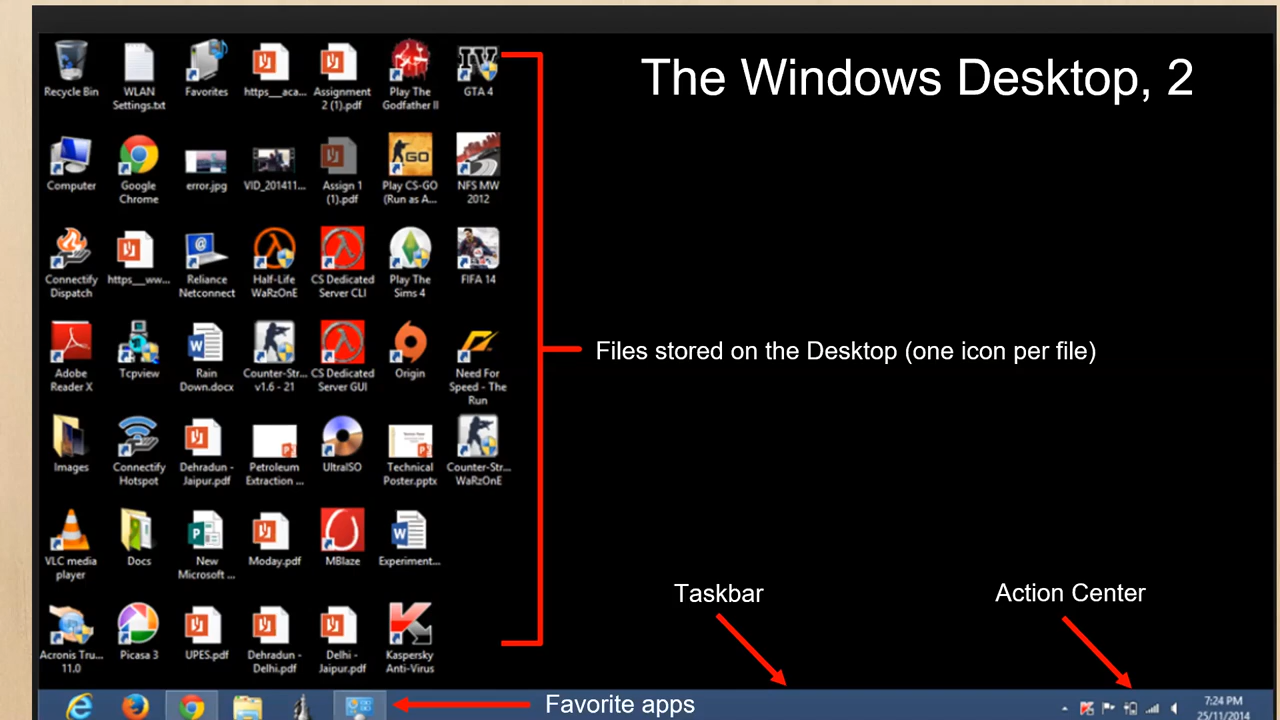 The Windows Desktop, 2
Recycle Bin
WLAN
Settings.txt
Favorites
https__aca...
Assignment
2 (1).pdf
Play The
Godfather II
IV
GTA 4
Computer
Google
Chrome
error.jpg
VID_201411...
Assign 1
(1).pdf
GO
Play CS-GO
(Run as A...
NFS MW
2012
Connectify
Dispatch
https__ww...
Reliance
Netconnect
Half-Life
WaRzOnE
CS Dedicated
Server CLI
Play The
Sims 4
FIFA 14
Files stored on the Desktop (one icon per file)
Adobe
Reader X
Tcpview
Rain
Down.docx
Counter-Str...
v1.6 - 21
CS Dedicated
Server GUI
Origin
Need For
Speed - The
Run
Images
Connectify
Hotspot
Dehradun -
Jaipur.pdf
Petroleum
Extraction ...
UltraISO
Technical
Poster.pptx
Counter-Str...
WaRzOnE
VLC media
player
Docs
New
Microsoft ...
Moday.pdf
MBlaze
Experiment...
Taskbar
Action Center
Acronis Tru...
11.0
Picasa 3
UPES.pdf
Dehradun -
Delhi.pdf
Delhi -
Jaipur.pdf
Kaspersky
Anti-Virus
Favorite apps
7:24 PM
25/11/2014